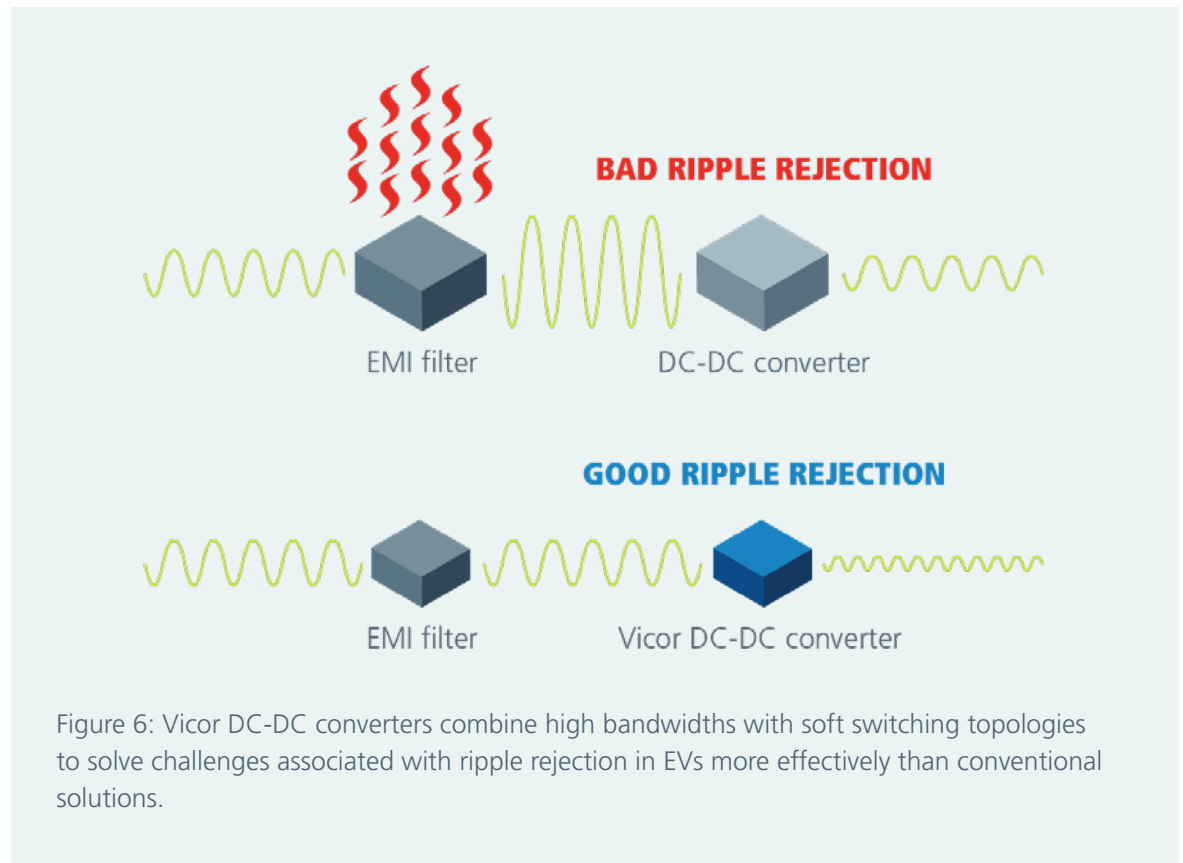 BAD RIPPLE REJECTION
EMI filter
DC-DC converter
GOOD RIPPLE REJECTION
EMI filter
Vicor DC-DC converter
Figure 6: Vicor DC-DC converters combine high bandwidths with soft switching topologies
to solve challenges associated with ripple rejection in EVs more effectively than conventional
solutions.